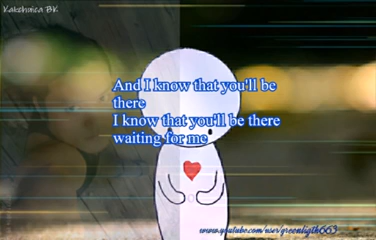 Kakehuica BK
And I know that you'll be
there
I know that you'll be there
waiting for me
www.youtube.com/user/greenligth663